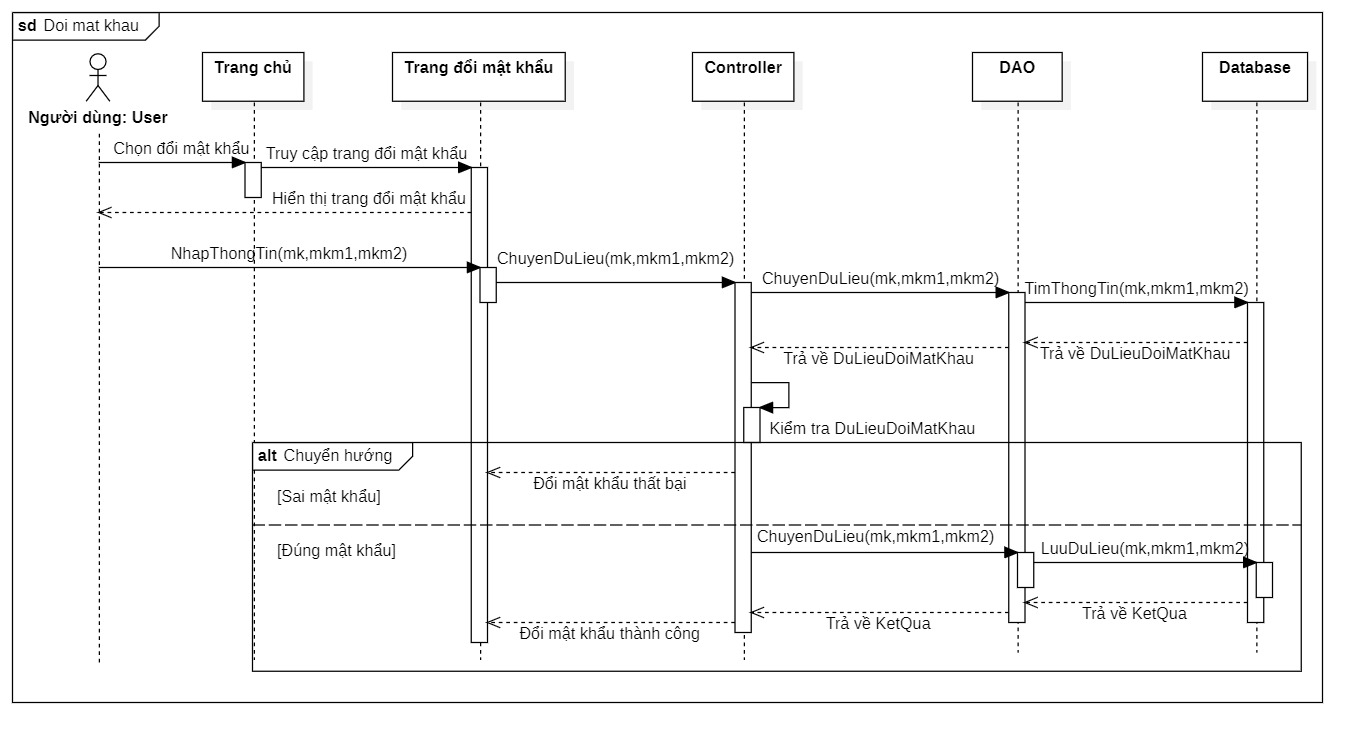 sd Doi mat khau
Trang chủ
Trang đổi mật khẩu
Controller
DAO
Database
Người dùng: User
Chọn đổi mật khẩu
Truy cập trang đổi mật khẩu
Hiển thị trang đổi mật khẩu
NhapThongTin(mk,mkm1,mkm2)
ChuyenDuLieu(mk,mkm1,mkm2)
ChuyenDuLieu(mk,mkm1,mkm2)
TimThongTin(mk,mkm1,mkm2)
Trả về DuLieuDoiMatKhau
Trả về DuLieuDoiMatKhau
Kiểm tra DuLieuDoiMatKhau
alt Chuyển hướng
Đổi mật khẩu thất bại
[Sai mật khẩu]
ChuyenDuLieu(mk,mkm1,mkm2)
[Đúng mật khẩu]
LuuDuLieu(mk,mkm1,mkm2)
Trả về KetQua
Trả về KetQua
Đổi mật khẩu thành công